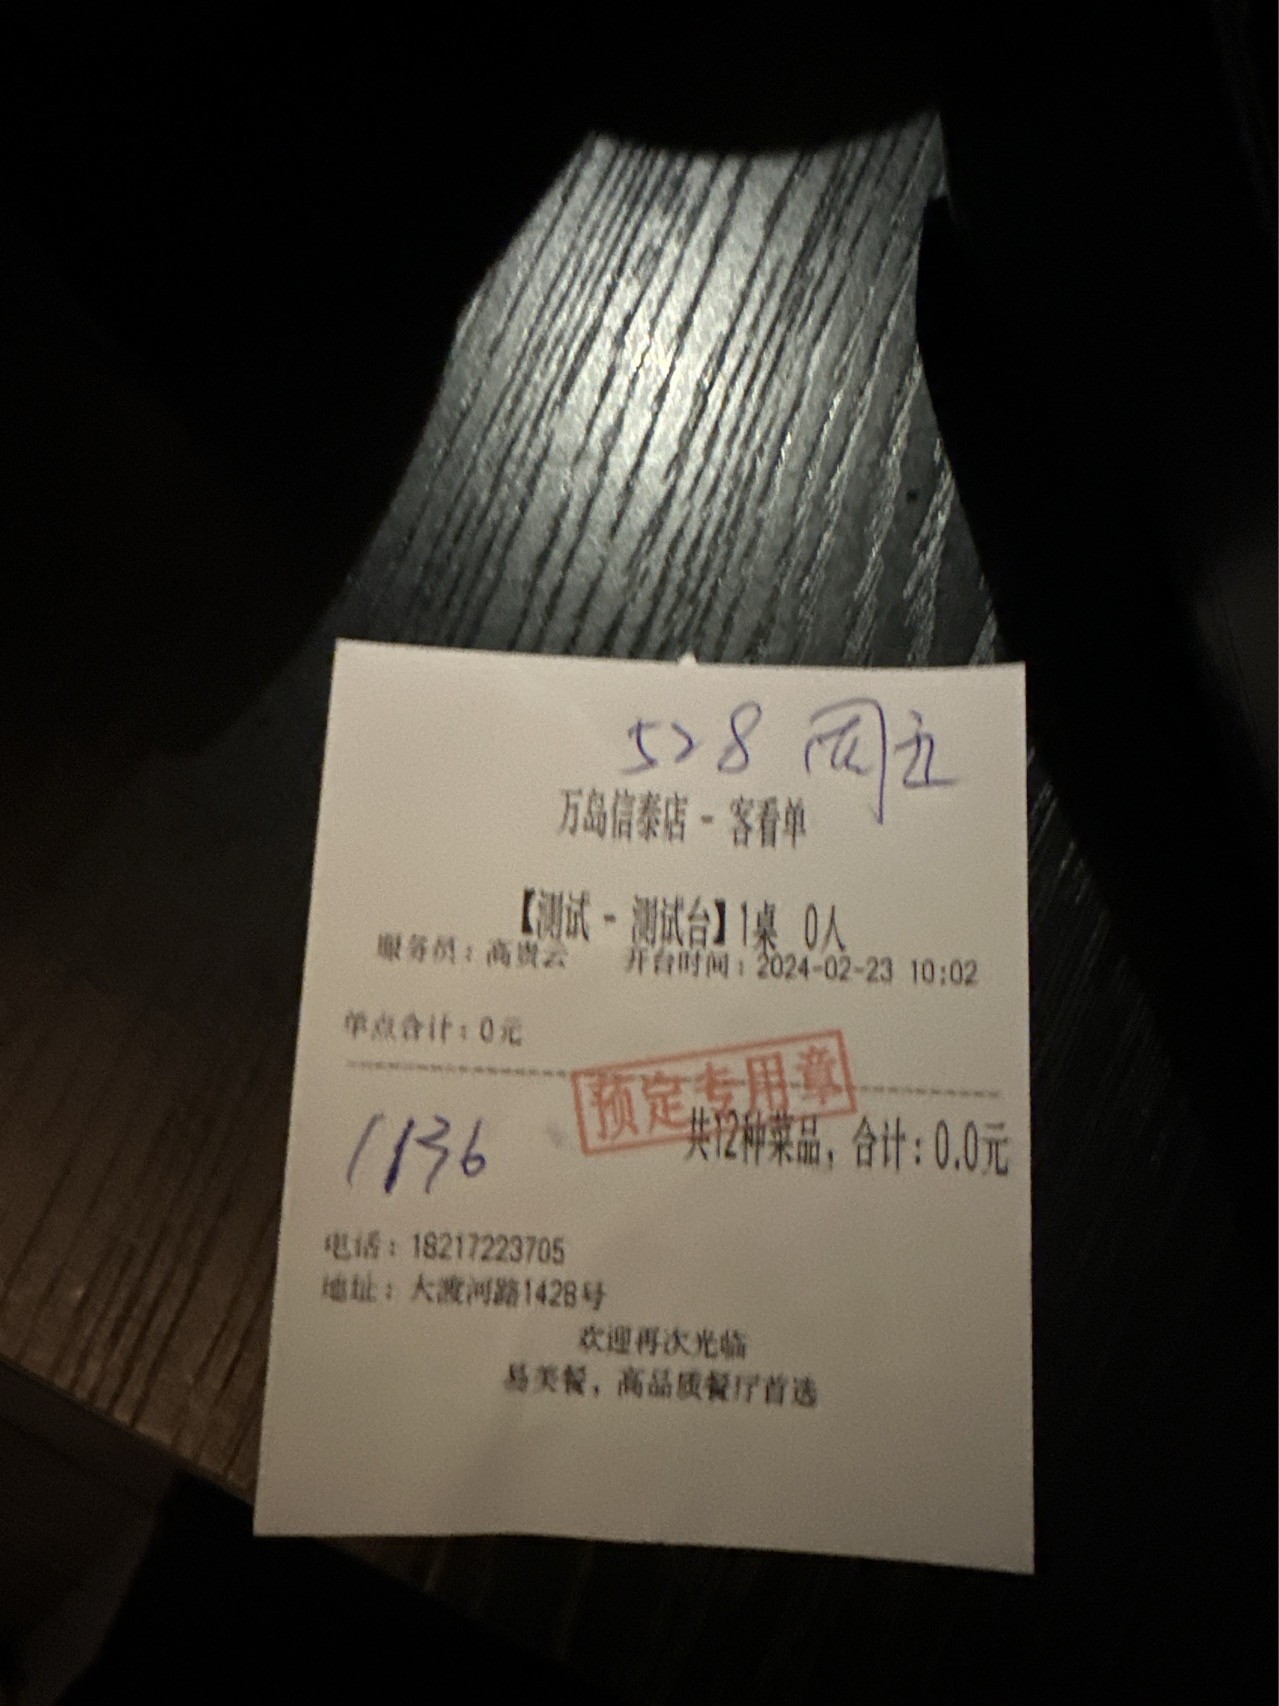 528 周五
万岛信泰店 - 客看单
【测试 - 测试台】1桌 0人
服务员：高贵云 开台时间：2024-02-23 10:02
单点合计：0元
预定专用章
共12种菜品，合计：0.0元
1136
电话：18217223705
地址：大渡河路1428号
欢迎再次光临
易美餐，高品质餐厅首选